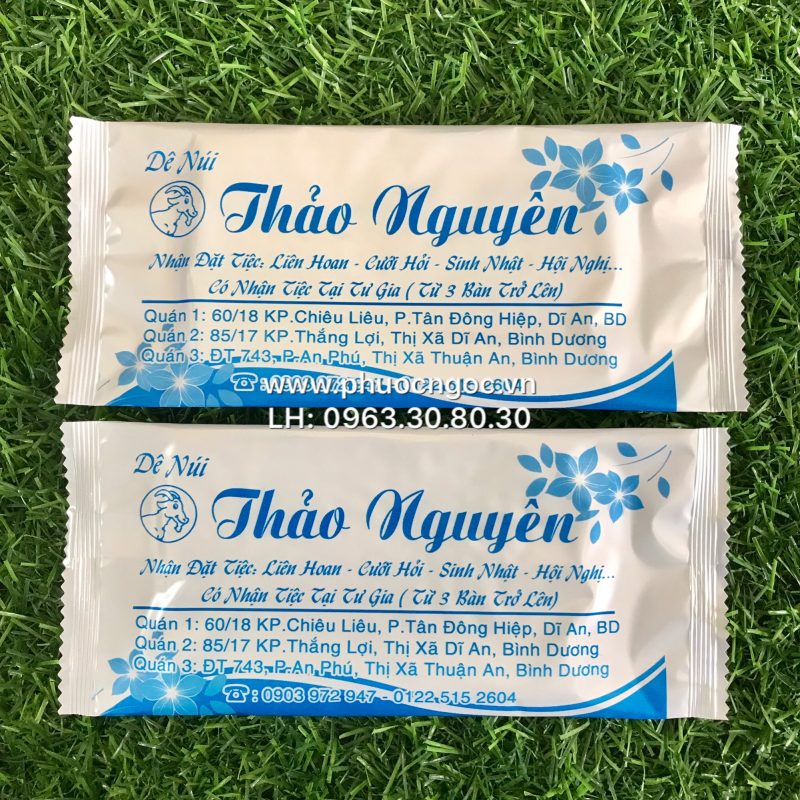 Dê Núi
Thảo Nguyên
Nhận Đặt Tiệc: Liên Hoan - Cưới Hỏi - Sinh Nhật - Hội Nghị...
Có Nhận Tiệc Tại Tư Gia ( Từ 3 Bàn Trở Lên)
Quán 1: 60/18 KP.Chiêu Liêu, P.Tân Đông Hiệp, Dĩ An, BD
Quán 2: 85/17 KP.Thắng Lợi, Thị Xã Dĩ An, Bình Dương
Quán 3: ĐT 743, P.An Phú, Thị Xã Thuận An, Bình Dương
www.phuocngoc.vn
LH: 0963.30.80.30
Dê Núi
Thảo Nguyên
Nhận Đặt Tiệc: Liên Hoan - Cưới Hỏi - Sinh Nhật - Hội Nghị...
Có Nhận Tiệc Tại Tư Gia ( Từ 3 Bàn Trở Lên)
Quán 1: 60/18 KP.Chiêu Liêu, P.Tân Đông Hiệp, Dĩ An, BD
Quán 2: 85/17 KP.Thắng Lợi, Thị Xã Dĩ An, Bình Dương
Quán 3: ĐT 743, P.An Phú, Thị Xã Thuận An, Bình Dương
☎: 0903 972 947 - 0122 515 2604